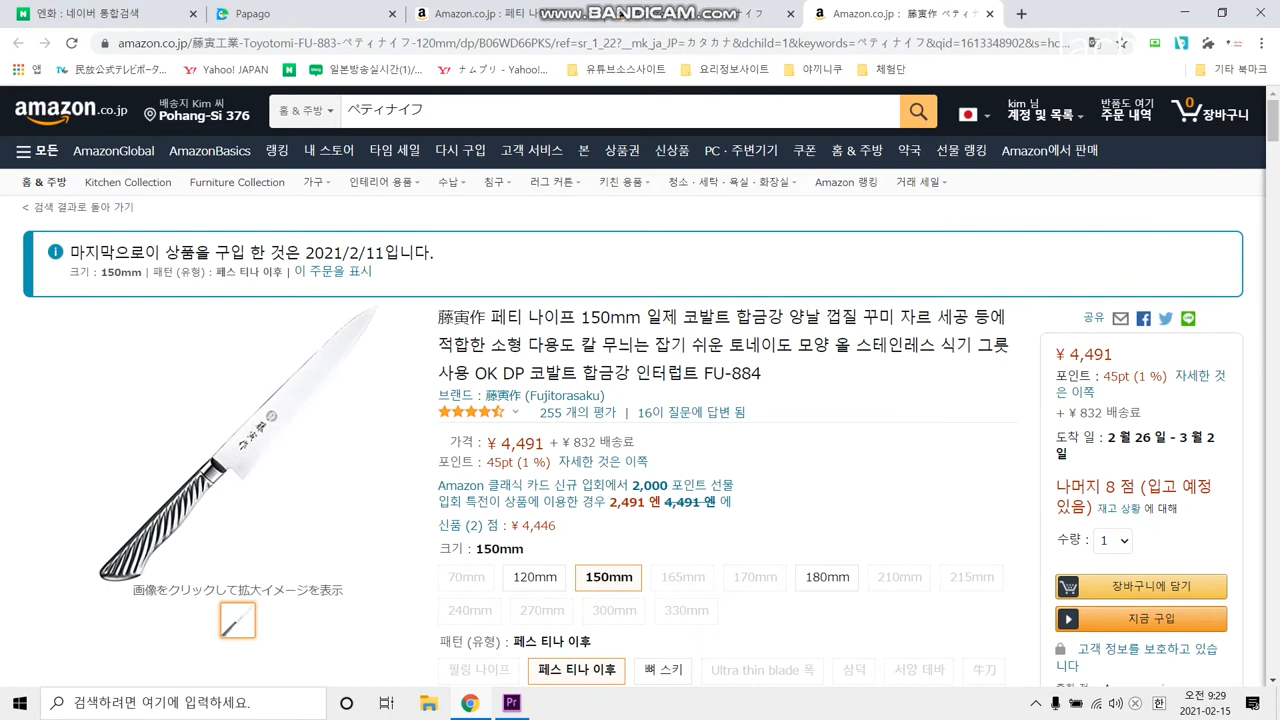 엔화 : 네이버 통합검색
Papago
Amazon.co.jp : 페티 나
www.BANDICAM.com
이프
Amazon.co.jp： 藤寅作 ペティナイ
amazon.co.jp/藤寅工業-Toyotomi-FU-883-ペティナイフ-120mm/dp/B06WD66PKS/ref=sr_1_22?__mk_ja_JP=カタカナ&dchild=1&keywords=ペティナイフ&qid=1613348902&s=ho...
앱
民放公式テレビポータ...
Yahoo! JAPAN
일본방송실시간(1)/...
ナムプリ - Yahoo!...
유튜브소스사이트
요리정보사이트
야끼니쿠
체험단
기타 북마크
amazon.co.jp
배송지 Kim 씨
Pohang-Si 376
홈 & 주방
ペティナイフ
kim 님
계정 및 목록
반품도 여기
주문 내역
0
장바구니
모든
AmazonGlobal
AmazonBasics
랭킹
내 스토어
타임 세일
다시 구입
고객 서비스
본
상품권
신상품
PC · 주변기기
쿠폰
홈 & 주방
약국
선물 랭킹
Amazon에서 판매
홈 & 주방
Kitchen Collection
Furniture Collection
가구
인테리어 용품
수납
침구
러그 커튼
키친 용품
청소 · 세탁 · 욕실 · 화장실
Amazon 랭킹
거래 세일
< 검색 결과로 돌아 가기
마지막으로이 상품을 구입 한 것은 2021/2/11입니다.
크기 : 150mm | 패턴 (유형) : 페스 티나 이후 | 이 주문을 표시
藤寅作 페티 나이프 150mm 일제 코발트 합금강 양날 껍질 꾸미 자르 세공 등에
적합한 소형 다용도 칼 무늬는 잡기 쉬운 토네이도 모양 올 스테인레스 식기 그릇
사용 OK DP 코발트 합금강 인터럽트 FU-884
브랜드 : 藤寅作 (Fujitorasaku)
255 개의 평가 | 16이 질문에 답변 됨
가격 : ¥ 4,491 + ¥ 832 배송료
포인트 : 45pt (1 %) 자세한 것은 이쪽
Amazon 클래식 카드 신규 입회에서 2,000 포인트 선물
입회 특전이 상품에 이용한 경우 2,491 엔 4,491 엔 에
신품 (2) 점 : ¥ 4,446
크기 : 150mm
70mm
120mm
150mm
165mm
170mm
180mm
210mm
215mm
240mm
270mm
300mm
330mm
패턴 (유형) : 페스 티나 이후
필링 나이프
페스 티나 이후
뼈 스키
Ultra thin blade 폭
삼덕
서양 데바
牛刀
藤寅作
画像をクリックして拡大イメージを表示
공유
¥ 4,491
포인트 : 45pt (1 %) 자세한 것
은 이쪽
+ ¥ 832 배송료
도착 일 : 2 월 26 일 - 3 월 2
일
나머지 8 점 (입고 예정
있음) 재고 상황 에 대해
수량 : 1
장바구니에 담기
지금 구입
고객 정보를 보호하고 있습
니다
검색하려면 여기에 입력하세요.
Pr
한
오전 9:29
2021-02-15